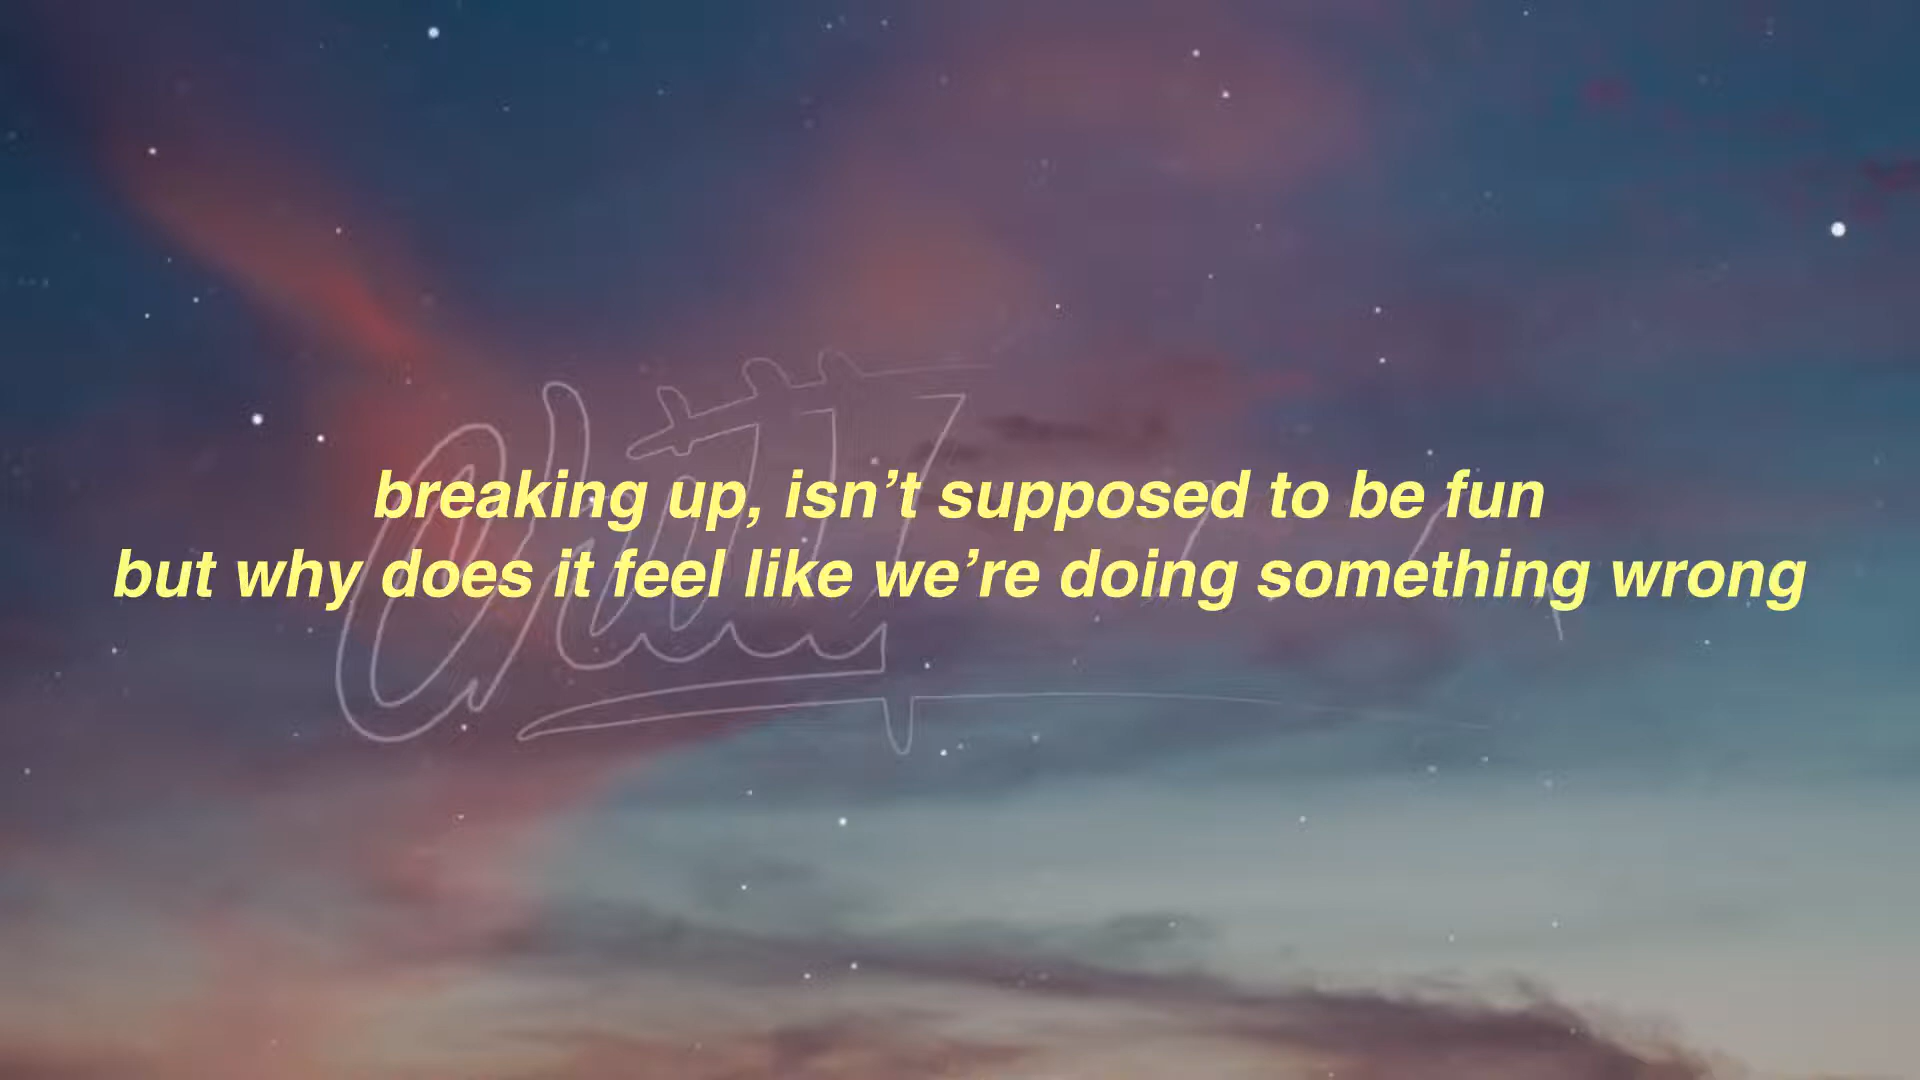 breaking up, isn’t supposed to be fun
but why does it feel like we’re doing something wrong